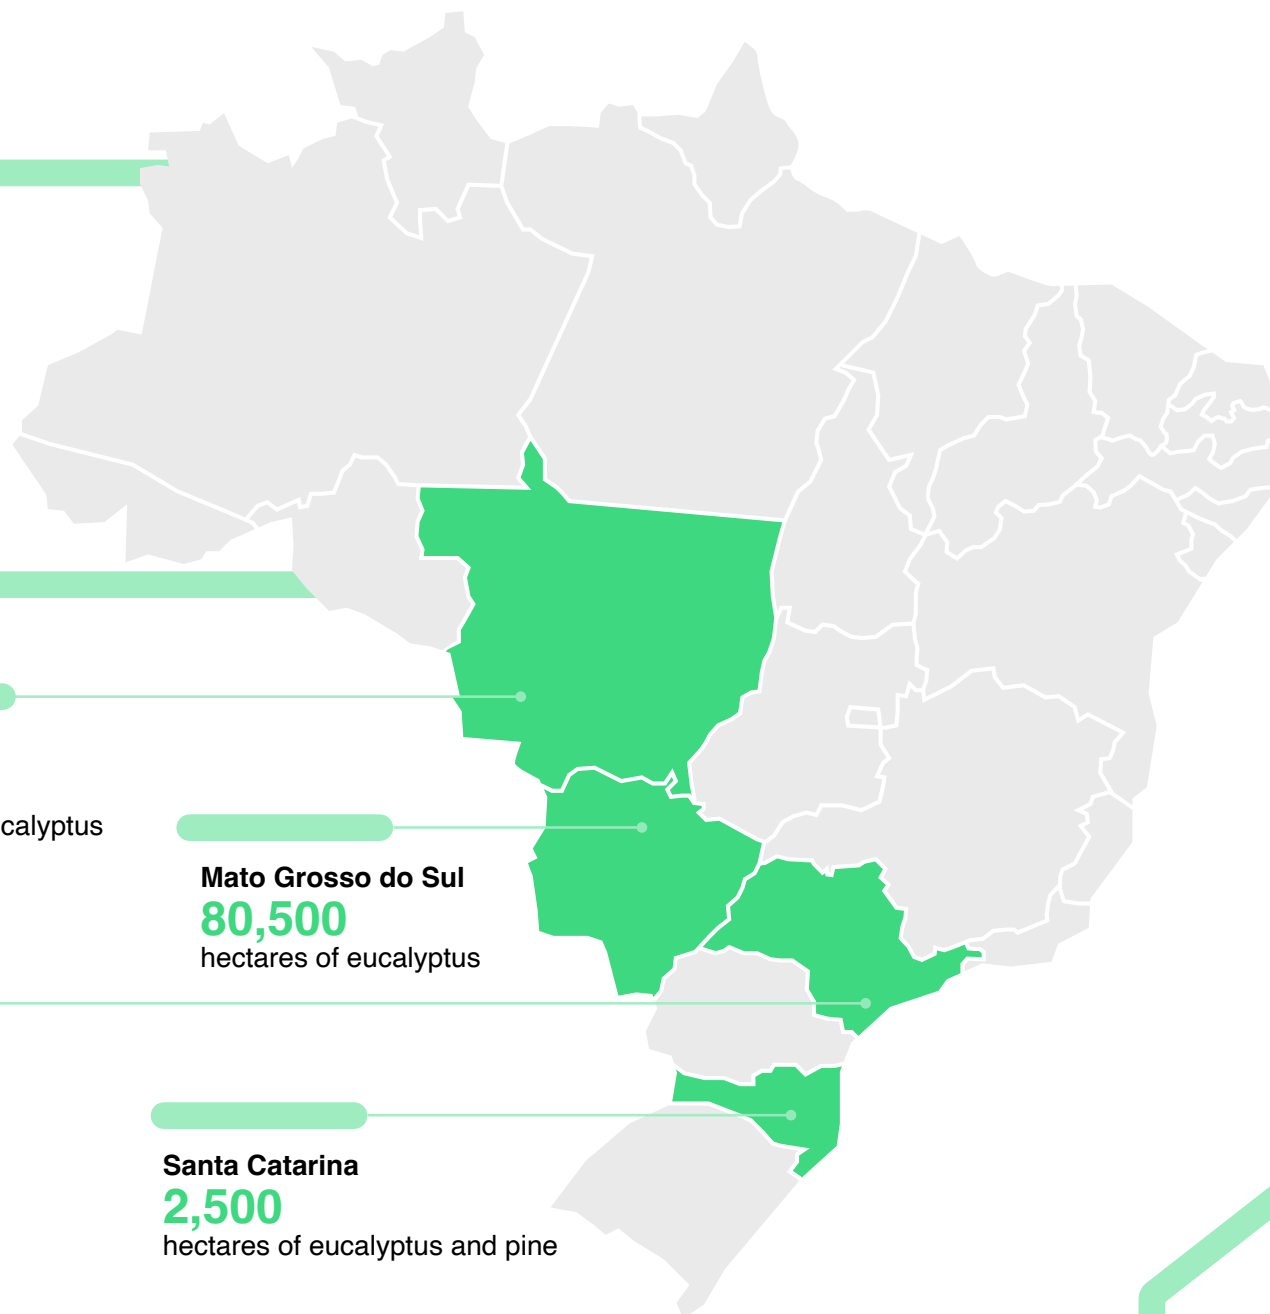 calyptus
Mato Grosso do Sul
80,500
hectares of eucalyptus
Santa Catarina
2,500
hectares of eucalyptus and pine